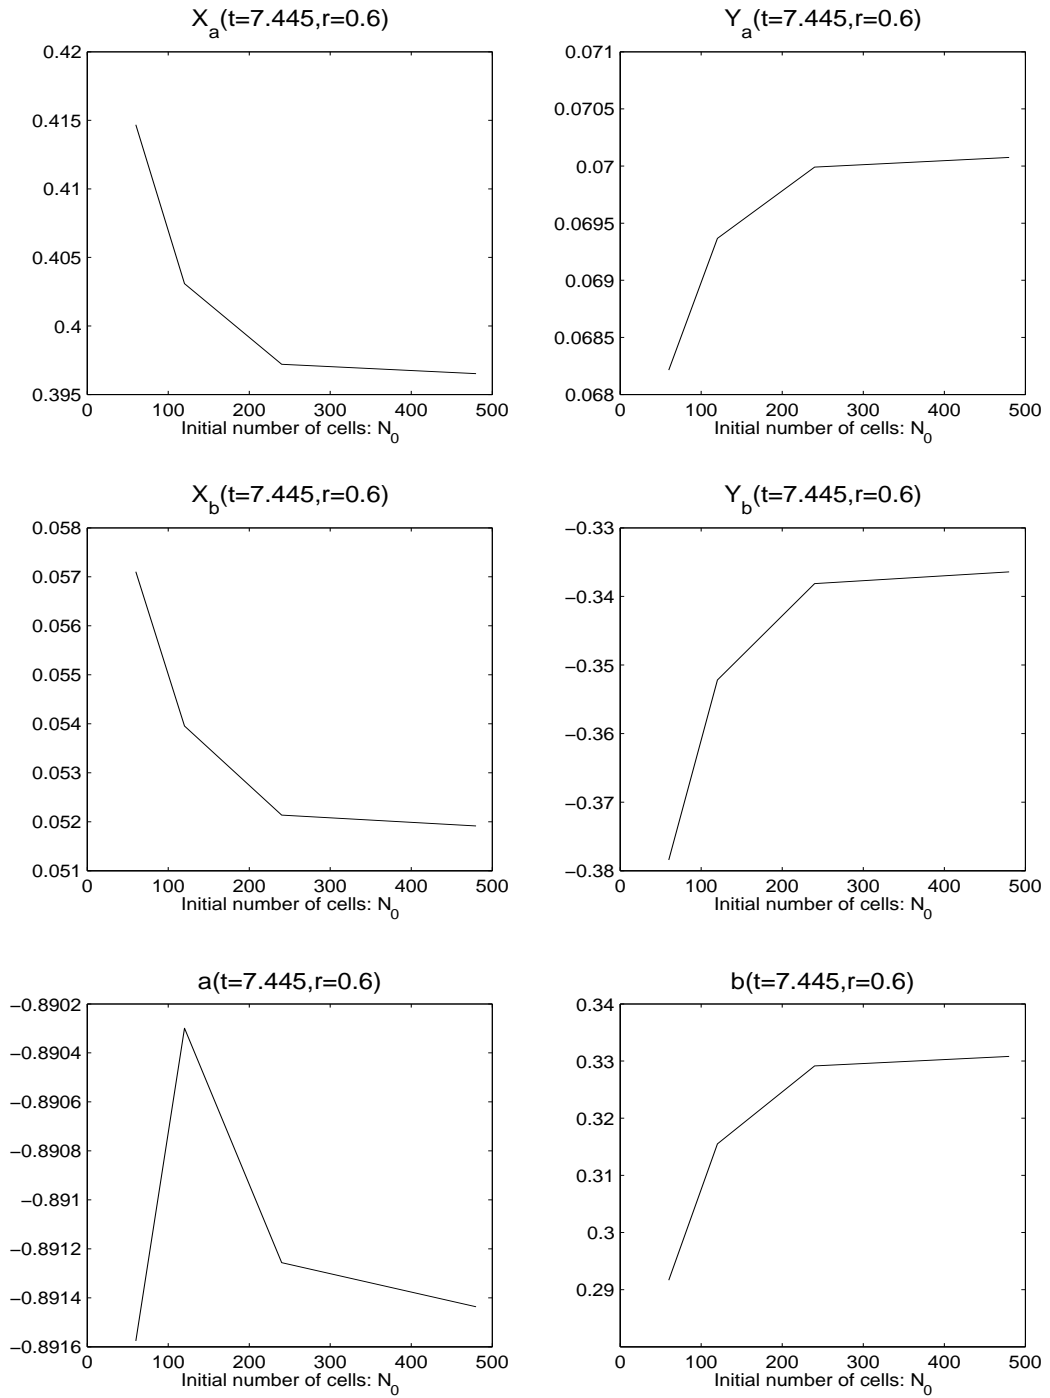 X_a(t=7.445,r=0.6)
0.42
0.415
0.41
0.405
0.4
0.395
0 100 200 300 400 500
Initial number of cells: N_0
Y_a(t=7.445,r=0.6)
0.071
0.0705
0.07
0.0695
0.069
0.0685
0.068
0 100 200 300 400 500
Initial number of cells: N_0
X_b(t=7.445,r=0.6)
0.058
0.057
0.056
0.055
0.054
0.053
0.052
0.051
0 100 200 300 400 500
Initial number of cells: N_0
Y_b(t=7.445,r=0.6)
−0.33
−0.34
−0.35
−0.36
−0.37
−0.38
0 100 200 300 400 500
Initial number of cells: N_0
a(t=7.445,r=0.6)
−0.8902
−0.8904
−0.8906
−0.8908
−0.891
−0.8912
−0.8914
−0.8916
0 100 200 300 400 500
Initial number of cells: N_0
b(t=7.445,r=0.6)
0.34
0.33
0.32
0.31
0.3
0.29
0 100 200 300 400 500
Initial number of cells: N_0